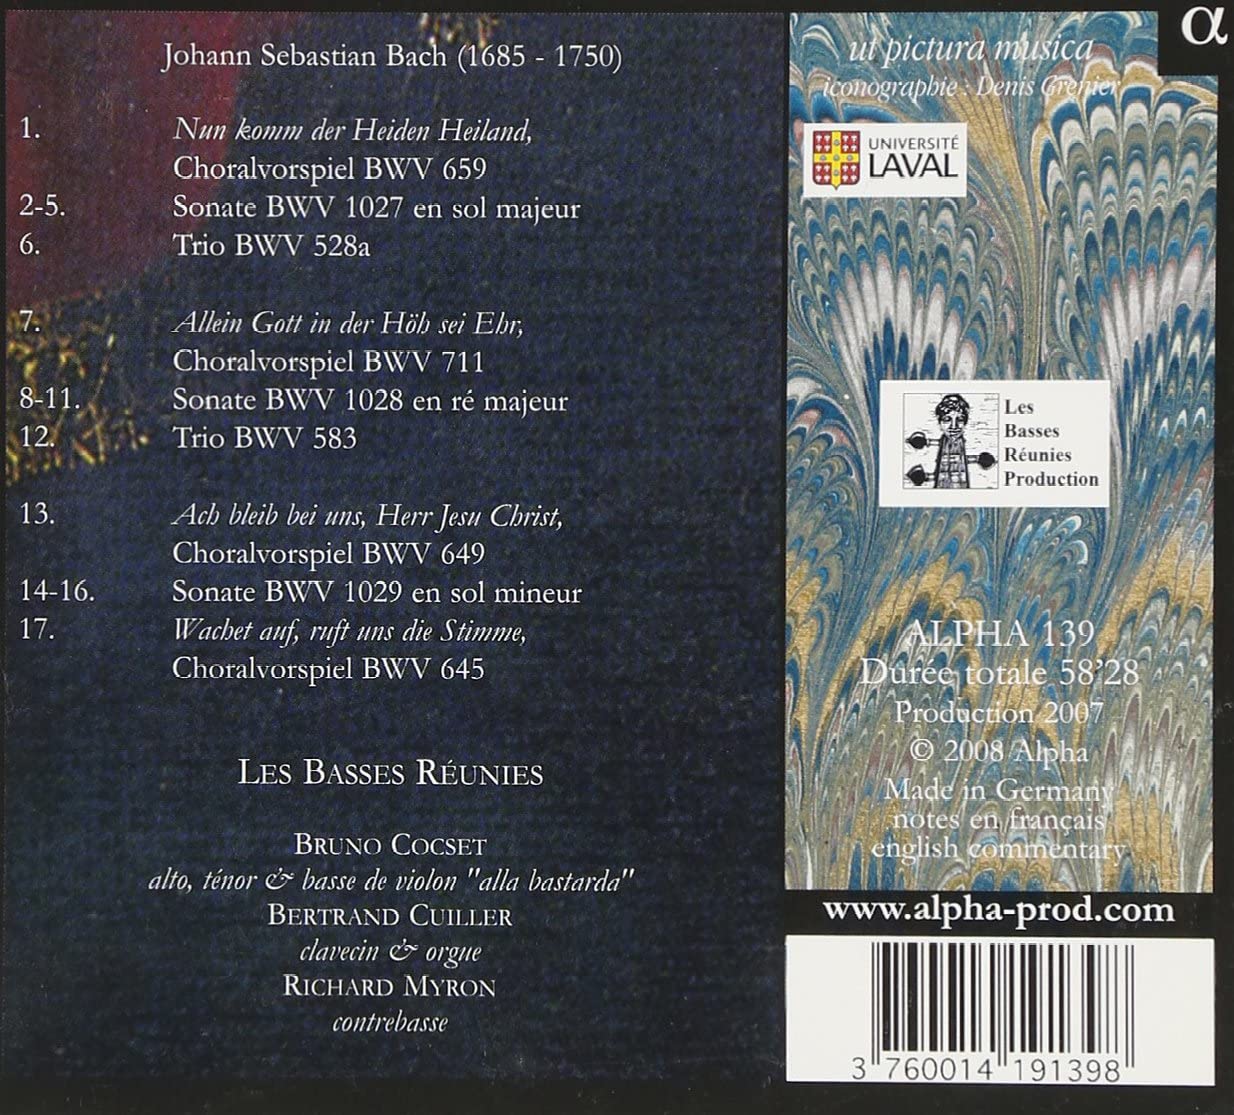 Johann Sebastian Bach (1685 - 1750)
1. Nun komm der Heiden Heiland,
Choralvorspiel BWV 659
2-5. Sonate BWV 1027 en sol majeur
6. Trio BWV 528a
7. Allein Gott in der Höh sei Ehr,
Choralvorspiel BWV 711
8-11. Sonate BWV 1028 en ré majeur
12. Trio BWV 583
13. Ach bleib bei uns, Herr Jesu Christ,
Choralvorspiel BWV 649
14-16. Sonate BWV 1029 en sol mineur
17. Wachet auf, ruft uns die Stimme,
Choralvorspiel BWV 645
LES BASSES RÉUNIES
BRUNO COCSET
alto, ténor & basse de violon "alla bastarda"
BERTRAND CUILLER
clavecin & orgue
RICHARD MYRON
contrebasse
α
ut pictura musica
iconographie : Denis Grenier
UNIVERSITÉ
LAVAL
Les
Basses
Réunies
Production
ALPHA 139
Durée totale 58'28
Production 2007
© 2008 Alpha
Made in Germany
notes en français
english commentary
www.alpha-prod.com
3 760014 191398